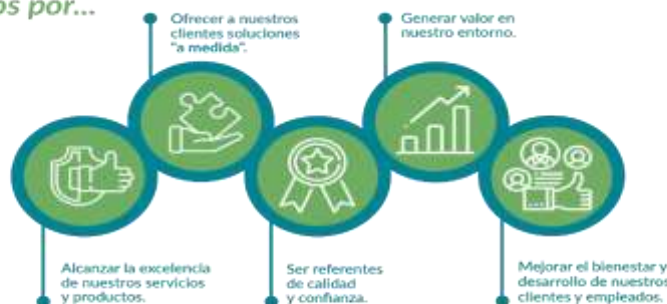 os por...
Ofrecer a nuestros
clientes soluciones
"a medida".
Generar valor en
nuestro entorno.
Alcanzar la excelencia
de nuestros servicios
y productos.
Ser referentes
de calidad
y confianza.
Mejorar el bienestar y
desarrollo de nuestros
clientes y empleador.